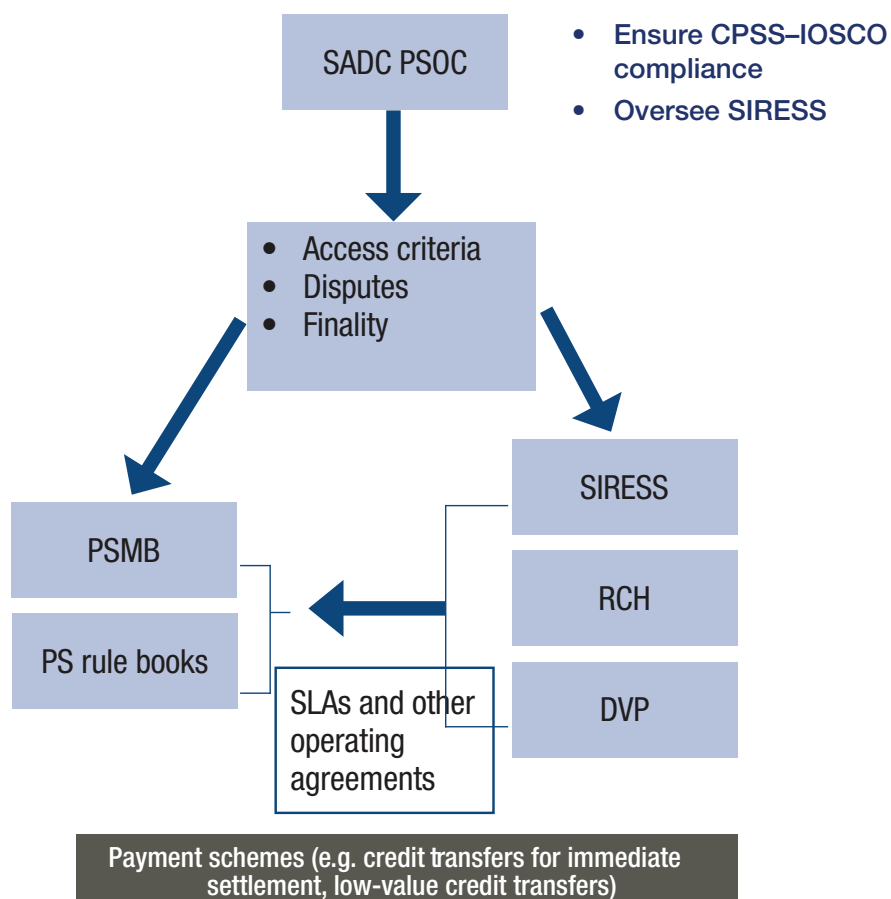 SADC PSOC
• Ensure CPSS–IOSCO
compliance
• Oversee SIRESS
• Access criteria
• Disputes
• Finality
PSMB
PS rule books
SIRESS
RCH
DVP
SLAs and other
operating
agreements
Payment schemes (e.g. credit transfers for immediate
settlement, low-value credit transfers)